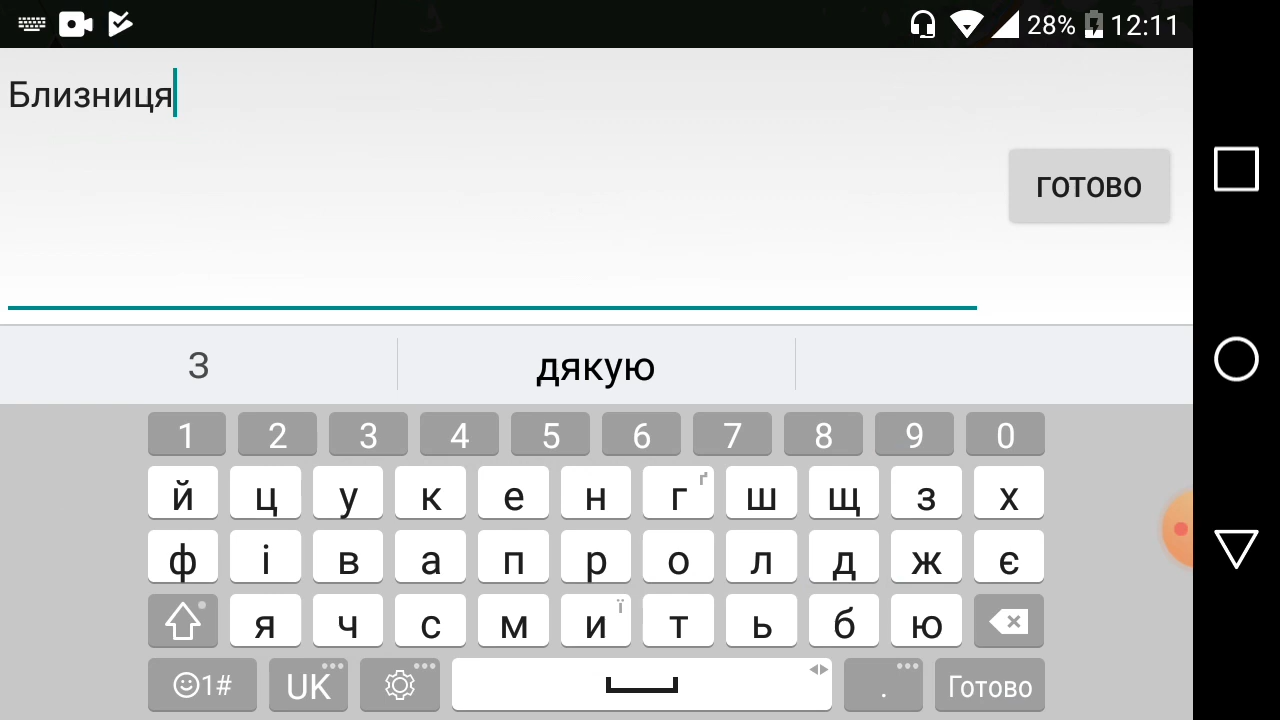 28% 12:11
Близниця
ГОТОВО
З дякую
1 2 3 4 5 6 7 8 9 0
й ц у к е н г ґ ш щ з х
ф і в а п р о л д ж є
я ч с м и ї т ь б ю
1# UK . Готово